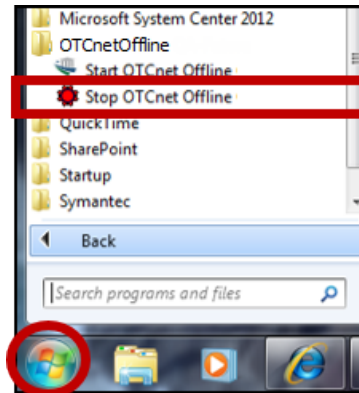 Microsoft System Center 2012
OTCnetOffline
Start OTCnet Offline
Stop OTCnet Offline
QuickTime
SharePoint
Startup
Symantec
Back
Search programs and files